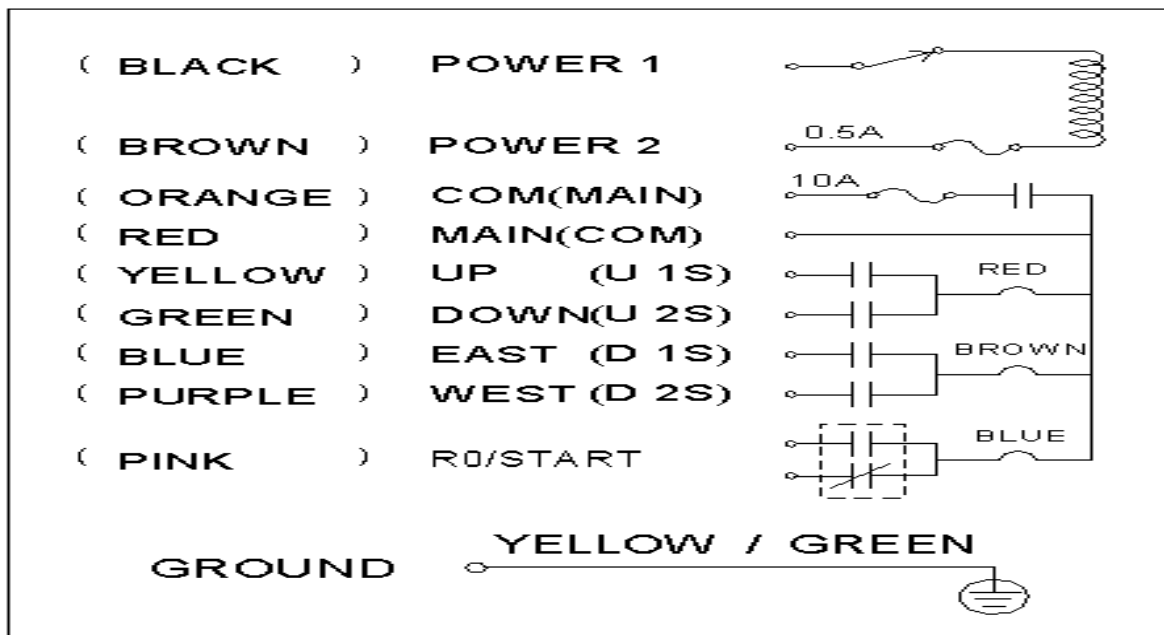 ( BLACK ) POWER 1
( BROWN ) POWER 2 0.5A
( ORANGE ) COM(MAIN) 10A
( RED ) MAIN(COM)
( YELLOW ) UP (U 1S) RED
( GREEN ) DOWN(U 2S)
( BLUE ) EAST (D 1S) BROWN
( PURPLE ) WEST (D 2S)
( PINK ) R0/START BLUE
YELLOW / GREEN
GROUND